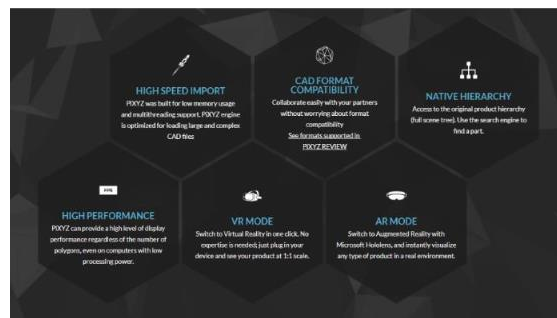 HIGH SPEED IMPORT
PIXYZ was built for low memory usage
and multithreading support. PIXYZ engine
is optimized for loading large and complex
CAD files
CAD FORMAT
COMPATIBILITY
Collaborate easily with your partners
without worrying about format
compatibility
See formats supported in
PIXYZ REVIEW
NATIVE HIERARCHY
Access to the original product hierarchy
(full scene tree). Use the search engine to
find a part.
HIGH PERFORMANCE
PIXYZ can provide a high level of display
performance regardless of the number of
polygons, even on computers with low
processing power.
VR MODE
Switch to Virtual Reality in one click. No
expertise is needed; just plug in your
device and see your product at 1:1 scale.
AR MODE
Switch to Augmented Reality with
Microsoft Hololens, and instantly visualize
any type of product in a real environment.